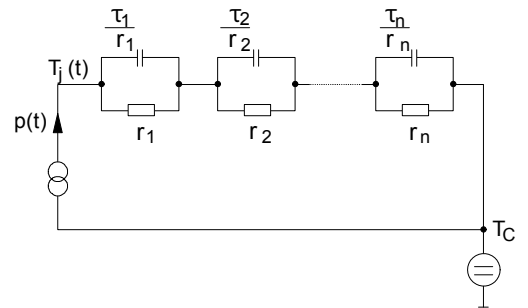 τ1/r1 τ2/r2 τn/rn
Tj (t)
r1 r2 rn
p(t)
TC